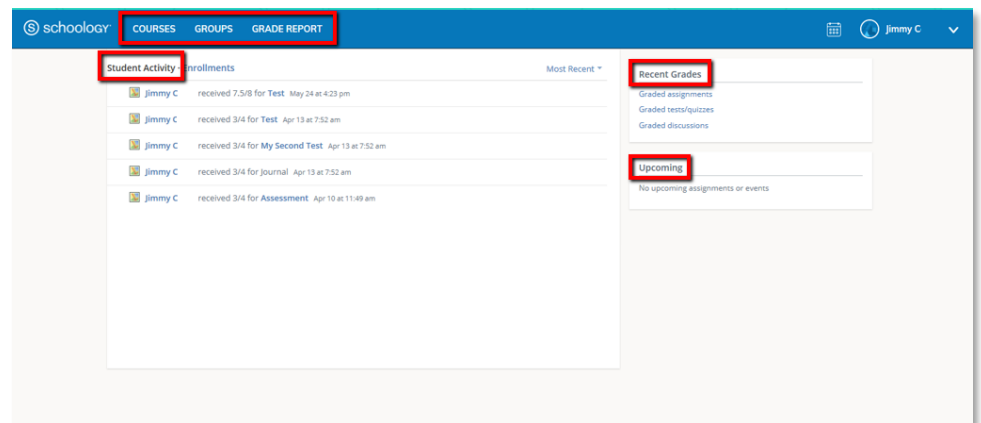 schoology COURSES GROUPS GRADE REPORT Jimmy C
Student Activity - Enrollments Most Recent
Jimmy C received 7.5/8 for Test May 24 at 4:23 pm
Jimmy C received 3/4 for Test Apr 13 at 7:52 am
Jimmy C received 3/4 for My Second Test Apr 13 at 7:52 am
Jimmy C received 3/4 for Journal Apr 13 at 7:52 am
Jimmy C received 3/4 for Assessment Apr 10 at 11:49 am
Recent Grades
Graded assignments
Graded tests/quizzes
Graded discussions
Upcoming
No upcoming assignments or events